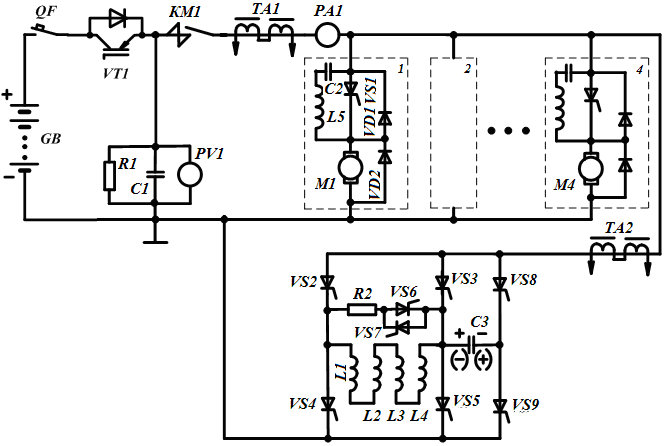 QF KM1 TA1 PA1
VT1
+ GB −
R1 C1 PV1
1 C2 VS1 VD1 L5 M1 VD2
2
4 M4
TA2
VS2 VS3 VS8
R2 VS6
VS7 C3
+ −
(−) (+)
L1
VS4 L2 L3 L4 VS5 VS9